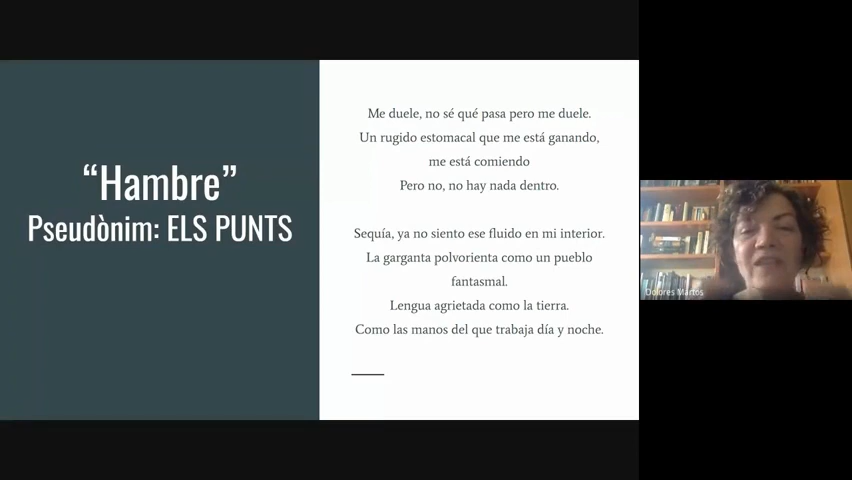 “Hambre”
Pseudònim: ELS PUNTS
Me duele, no sé qué pasa pero me duele.
Un rugido estomacal que me está ganando,
me está comiendo
Pero no, no hay nada dentro.
Sequía, ya no siento ese fluido en mi interior.
La garganta polvorienta como un pueblo
fantasmal.
Lengua agrietada como la tierra.
Como las manos del que trabaja día y noche.
Dolores Martos